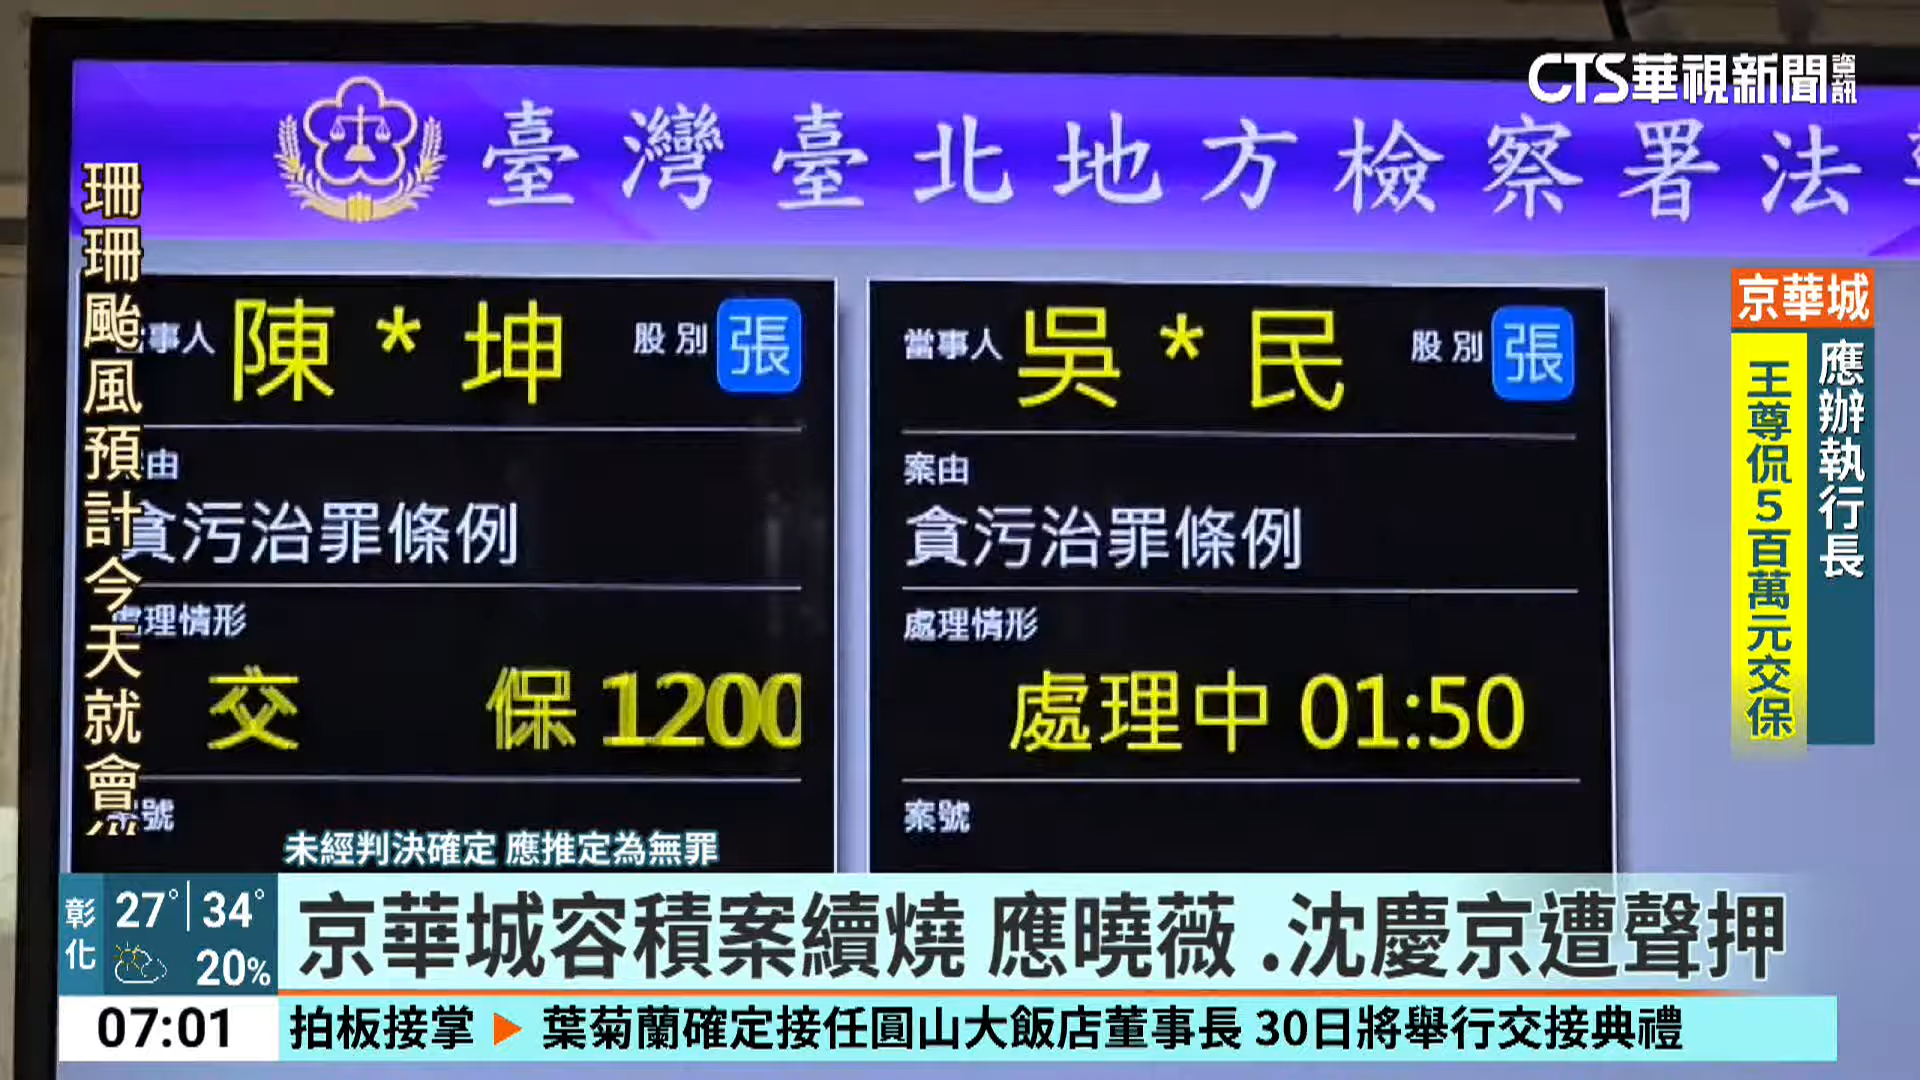 CTS華視新聞資訊
臺灣臺北地方檢察署法
珊珊颱風預計今天就會
當事人 陳*坤 股別 張
案由
貪污治罪條例
處理情形
交 保 1200
案號
當事人 吳*民 股別 張
案由
貪污治罪條例
處理情形
處理中 01:50
案號
京華城
應辦執行長
王尊侃5百萬元交保
未經判決確定 應推定為無罪
彰化
27° 34°
20%
京華城容積案續燒 應曉薇.沈慶京遭聲押
07:01
拍板接掌 ▶ 葉菊蘭確定接任圓山大飯店董事長 30日將舉行交接典禮